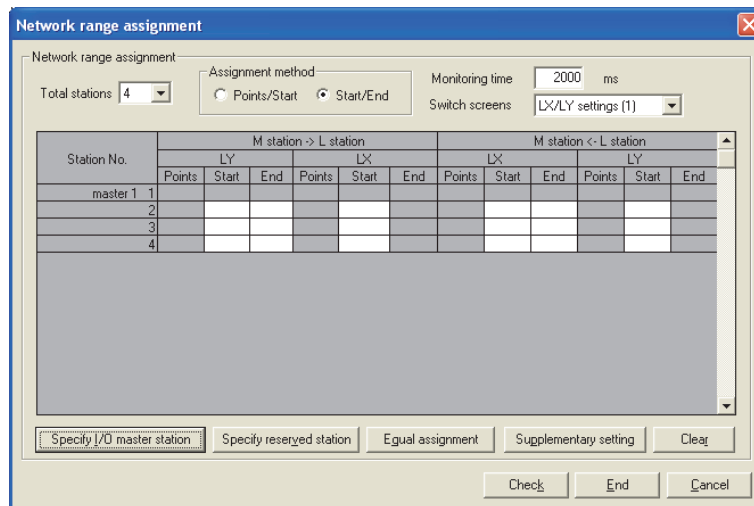 Network range assignment
Network range assignment
Total stations 4
Assignment method
Points/Start Start/End
Monitoring time 2000 ms
Switch screens LX/LY settings (1)
Station No. M station -> L station M station <- L station
LY LX LX LY
Points Start End Points Start End Points Start End Points Start End
master 1 1
2
3
4
Specify I/O master station Specify reserved station Equal assignment Supplementary setting Clear
Check End Cancel